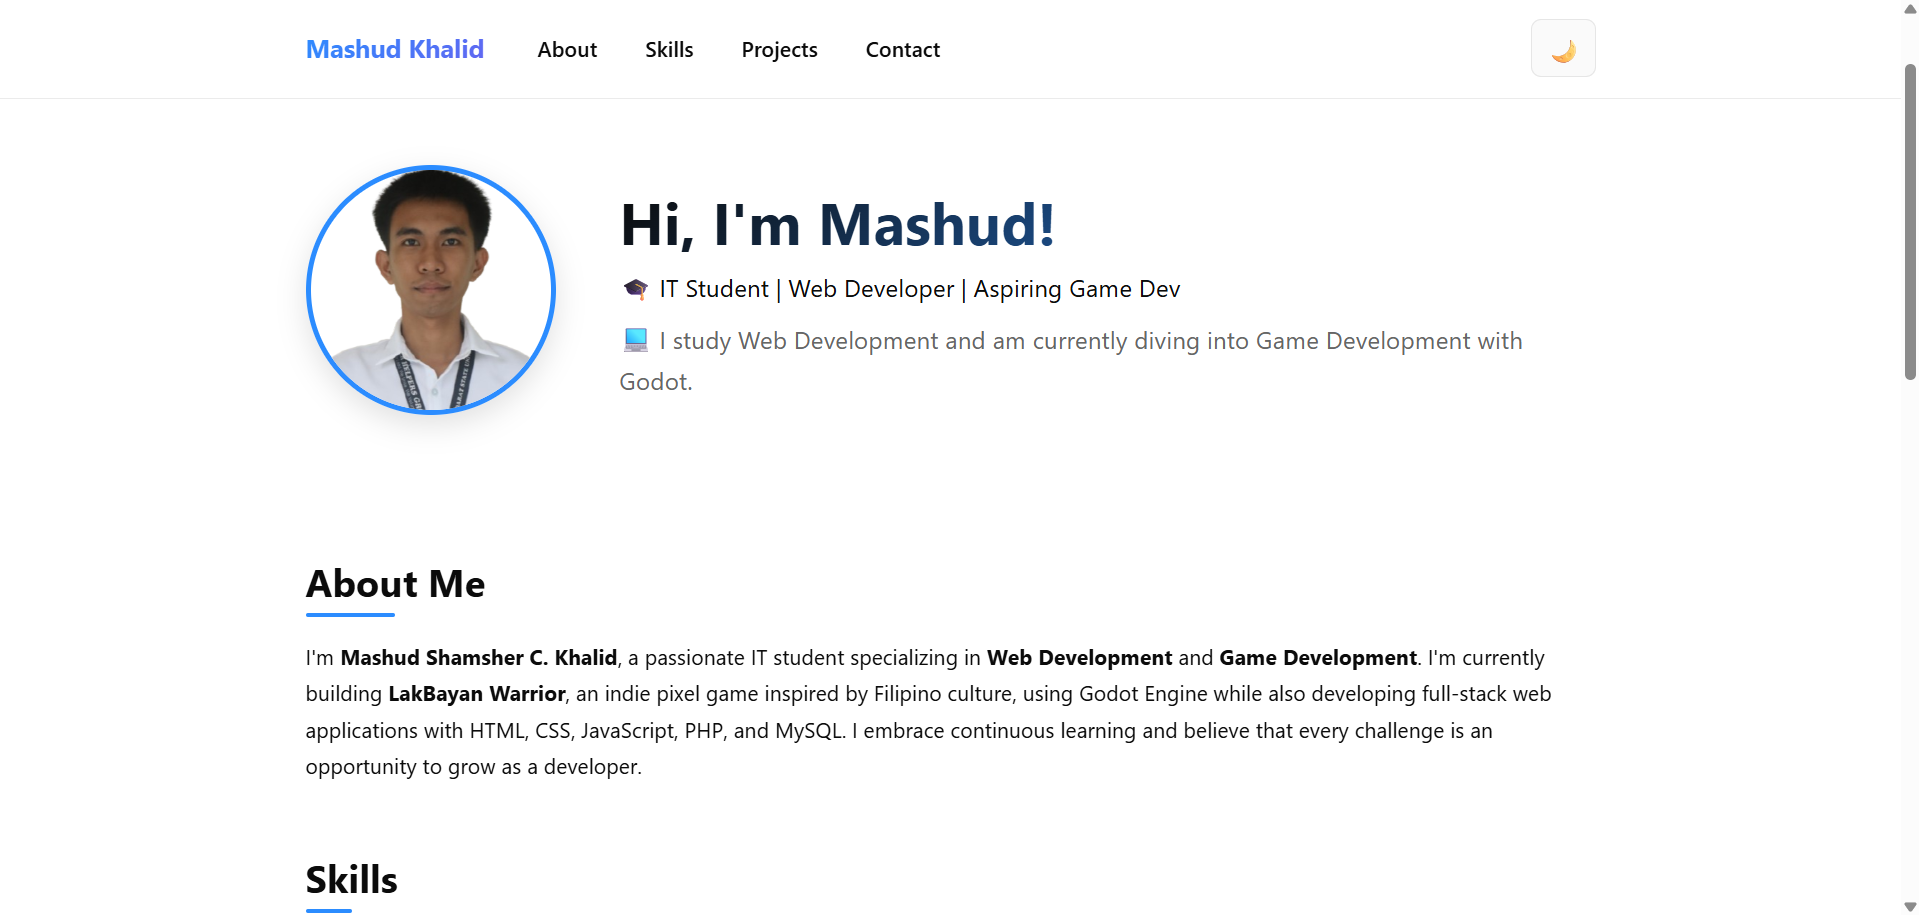 Mashud Khalid About Skills Projects Contact
Hi, I'm Mashud!
🎓 IT Student | Web Developer | Aspiring Game Dev
💻 I study Web Development and am currently diving into Game Development with
Godot.
About Me
I'm Mashud Shamsher C. Khalid, a passionate IT student specializing in Web Development and Game Development. I'm currently
building LakBayan Warrior, an indie pixel game inspired by Filipino culture, using Godot Engine while also developing full-stack web
applications with HTML, CSS, JavaScript, PHP, and MySQL. I embrace continuous learning and believe that every challenge is an
opportunity to grow as a developer.
Skills